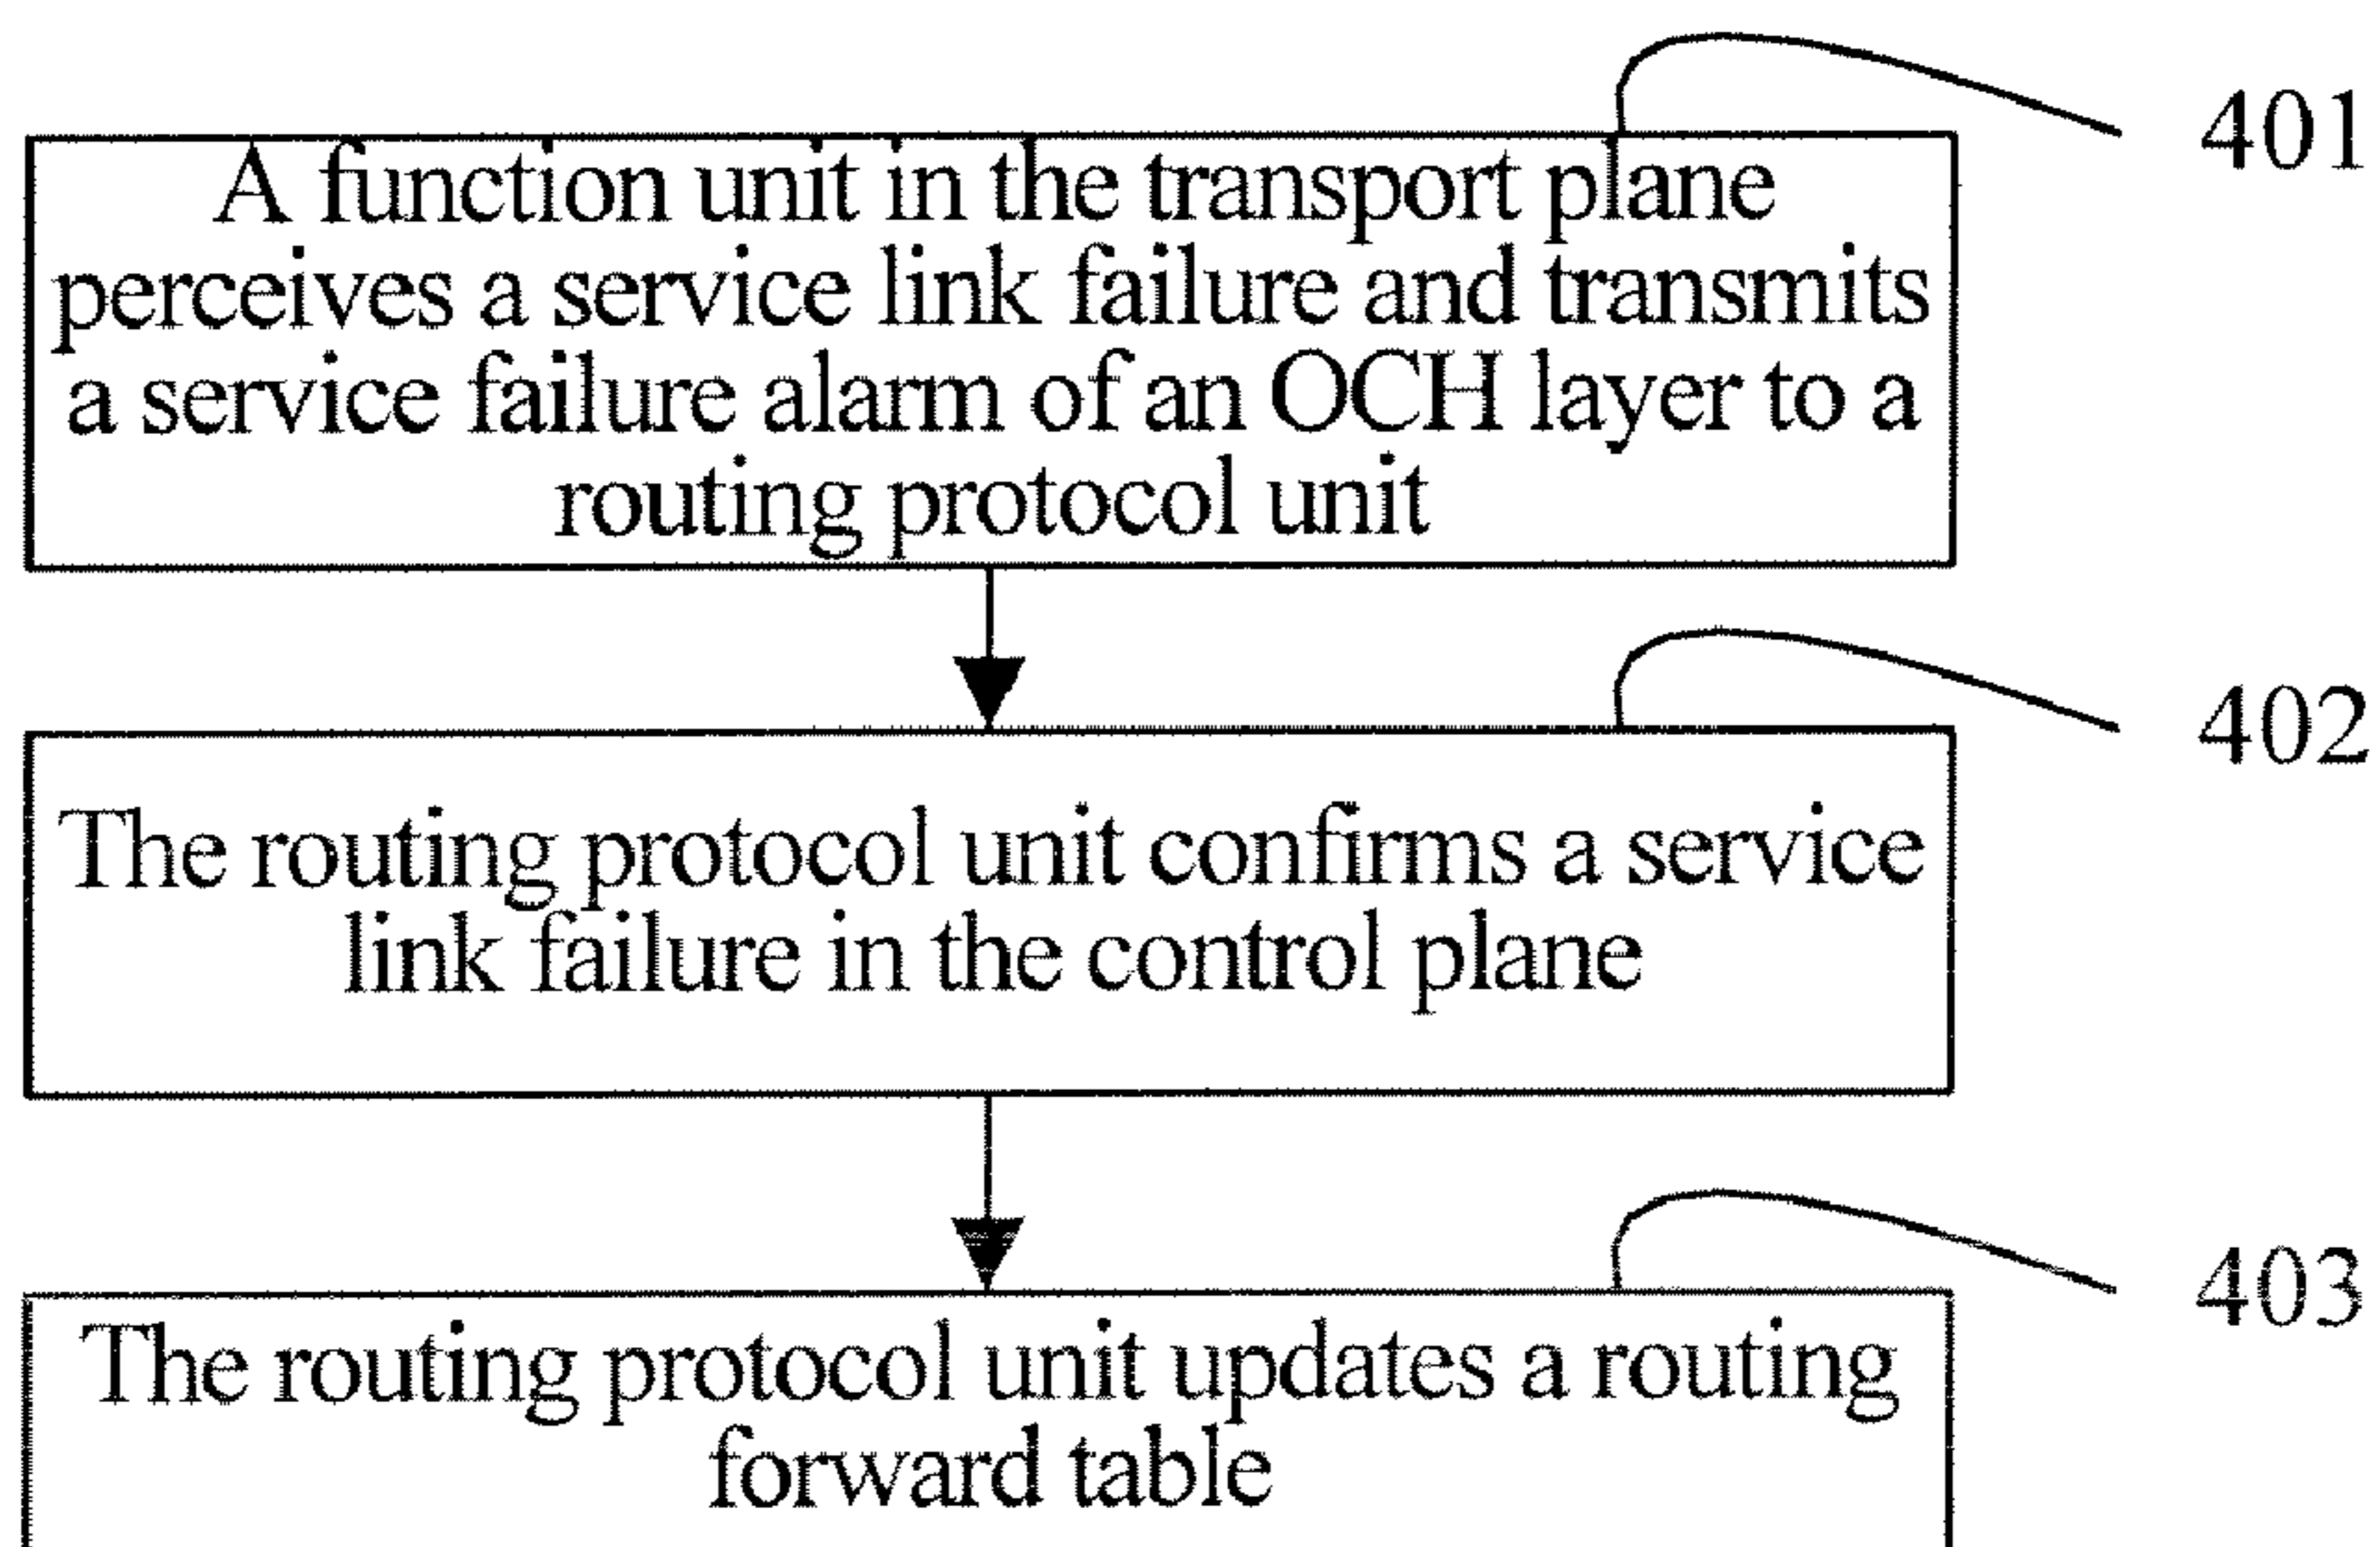 401
A function unit in the transport plane
perceives a service link failure and transmits
a service failure alarm of an OCH layer to a
routing protocol unit
402
The routing protocol unit confirms a service
link failure in the control plane
403
The routing protocol unit updates a routing
forward table